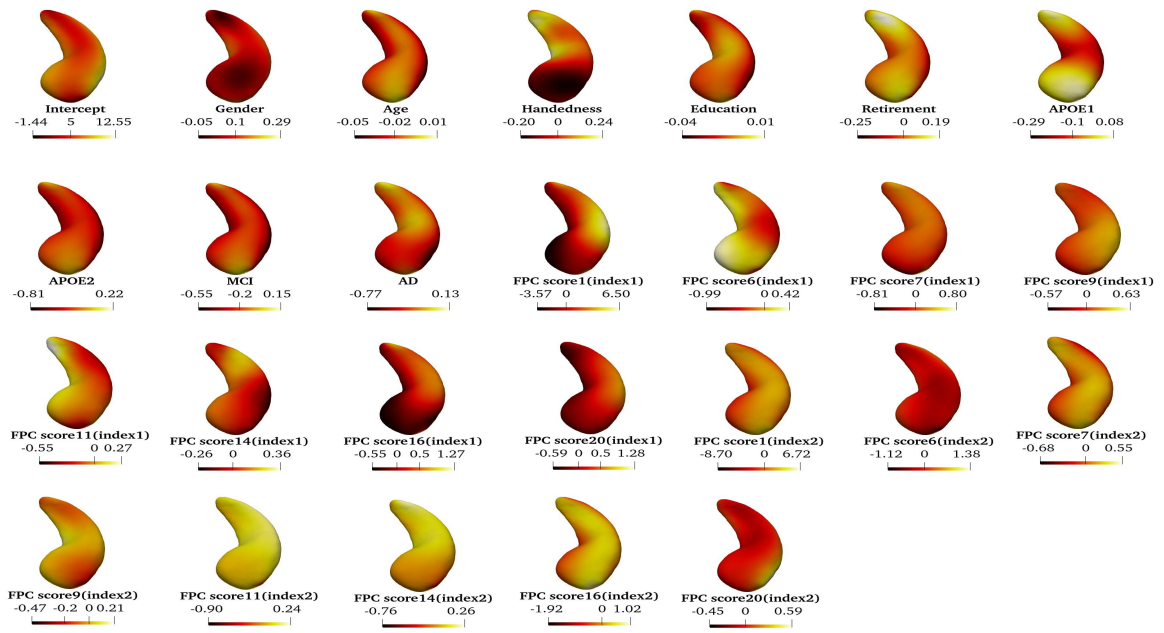 Intercept Gender Age Handedness Education Retirement APOE1
-1.44 5 12.55 -0.05 0.1 0.29 -0.05 -0.02 0.01 -0.20 0.24 -0.04 0.01 -0.25 0 0.19 -0.29 -0.1 0.08
APOE2 MCI AD FPC score1(index1) FPC score6(index1) FPC score7(index1) FPC score9(index1)
-0.81 0.22 -0.55 -0.2 0.15 -0.77 0.13 -3.57 0 6.50 -0.99 0.42 -0.81 0 0.80 -0.57 0 0.63
FPC score11(index1) FPC score14(index1) FPC score16(index1) FPC score20(index1) FPC score1(index2) FPC score6(index2) FPC score7(index2)
-0.55 0 0.27 -0.26 0 0.36 -0.55 0 0.5 1.27 -0.59 0 0.5 1.28 -8.70 0 6.72 -1.12 0 1.38 -0.68 0 0.55
FPC score9(index2) FPC score11(index2) FPC score14(index2) FPC score16(index2) FPC score20(index2)
-0.47 -0.2 0 0.21 -0.90 0.24 -0.76 0.26 -1.92 0 1.02 -0.45 0 0.59